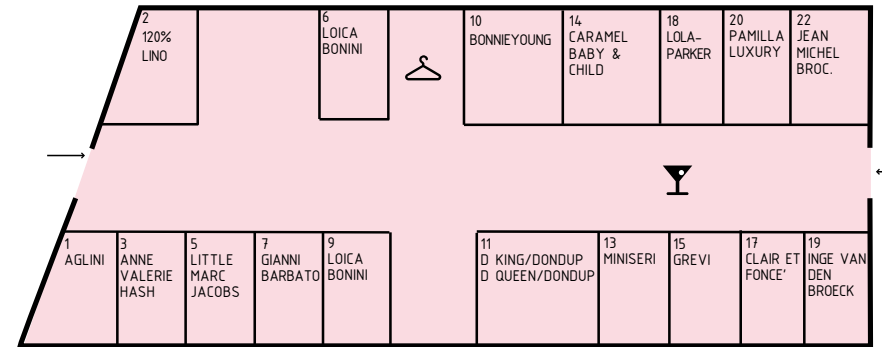 2
120%
LINO
6
LOICA
BONINI
10
BONNIEYOUNG
14
CARAMEL
BABY &
CHILD
18
LOLA-
PARKER
20
PAMILLA
LUXURY
22
JEAN
MICHEL
BROC.
1
AGLINI
3
ANNE
VALERIE
HASH
5
LITTLE
MARC
JACOBS
7
GIANNI
BARBATO
9
LOICA
BONINI
11
D KING/DONDUP
D QUEEN/DONDUP
13
MINISERI
15
GREVI
17
CLAIR ET
FONCE'
19
INGE VAN
DEN
BROECK